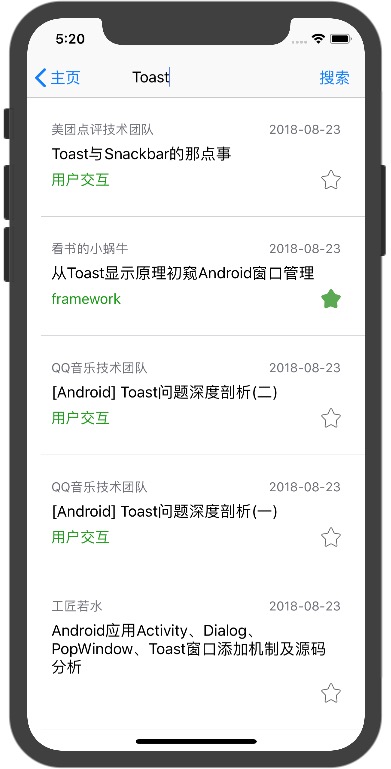 5:20
主页 Toast 搜索
美团点评技术团队 2018-08-23
Toast与Snackbar的那点事
用户交互
看书的小蜗牛 2018-08-23
从Toast显示原理初窥Android窗口管理
framework
QQ音乐技术团队 2018-08-23
[Android] Toast问题深度剖析(二)
用户交互
QQ音乐技术团队 2018-08-23
[Android] Toast问题深度剖析(一)
用户交互
工匠若水 2018-08-23
Android应用Activity、Dialog、
PopWindow、Toast窗口添加机制及源码
分析